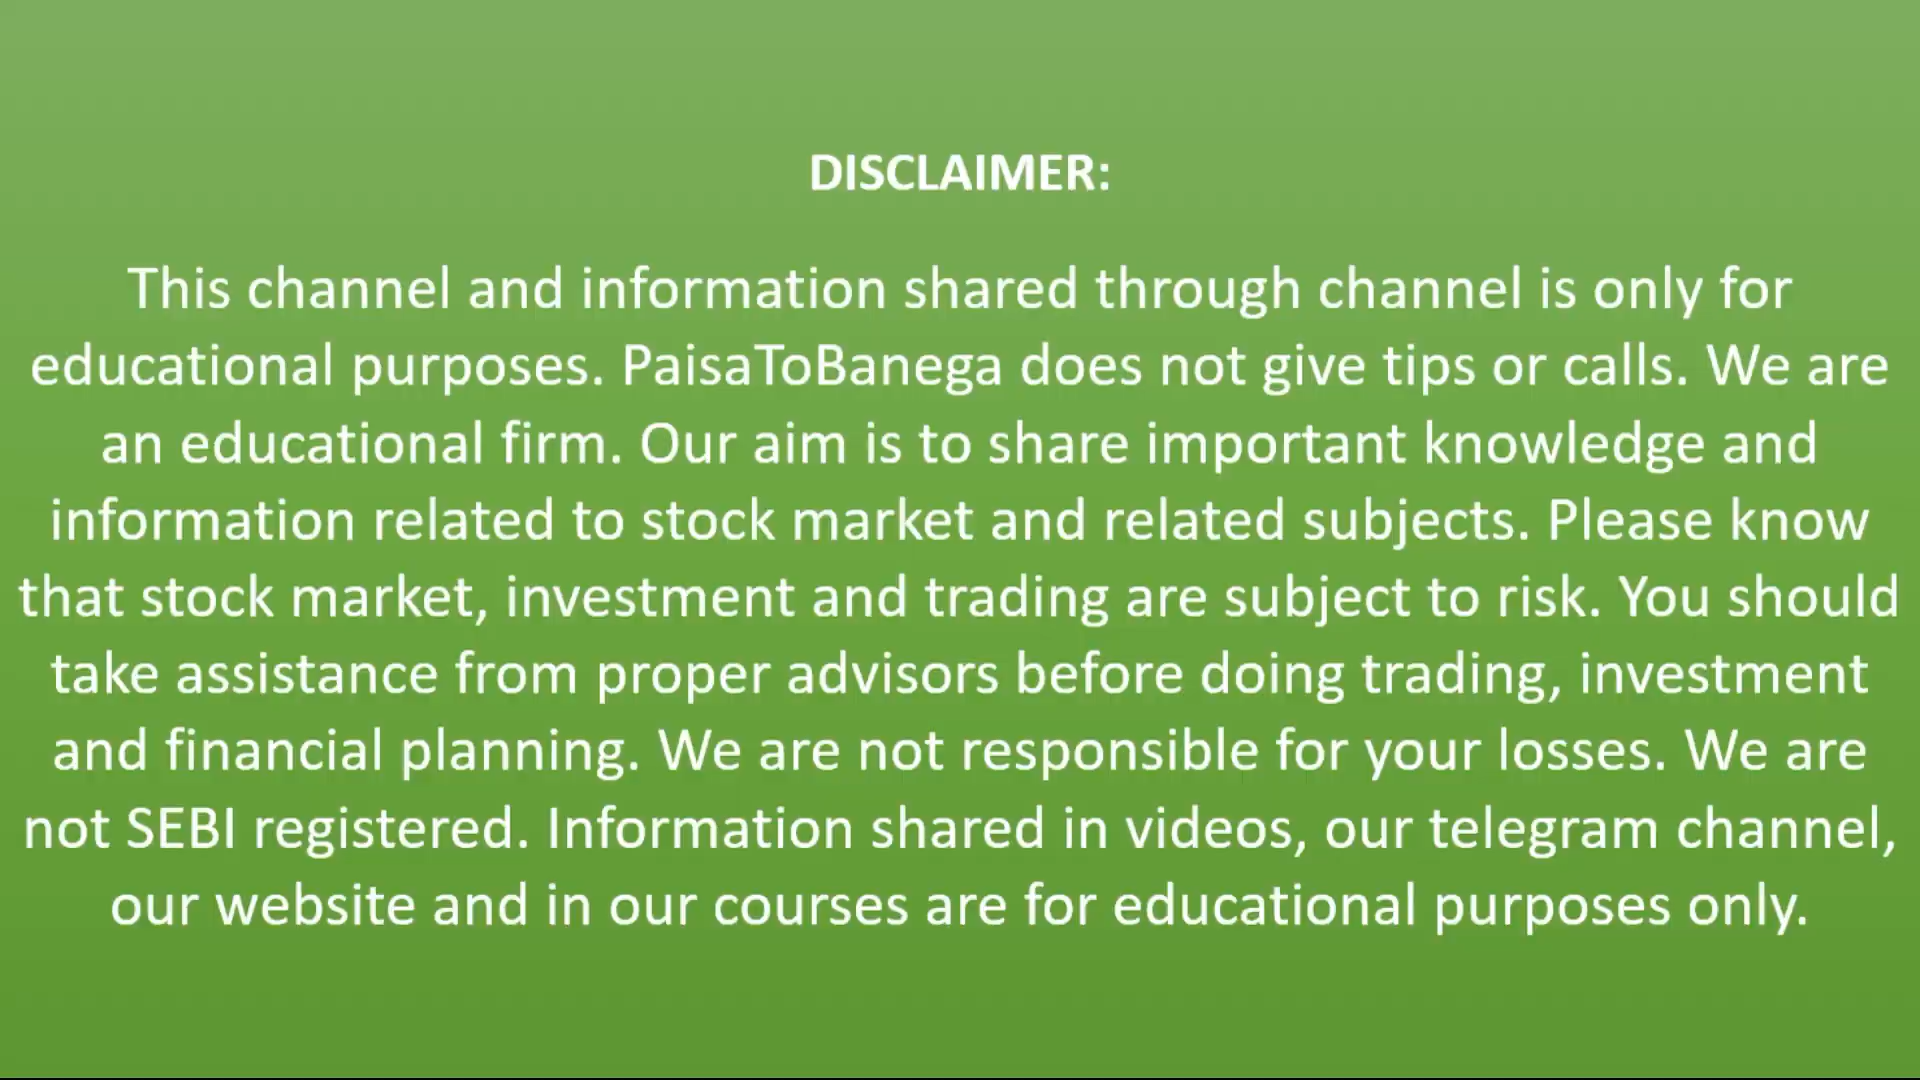 DISCLAIMER:
This channel and information shared through channel is only for
educational purposes. PaisaToBanega does not give tips or calls. We are
an educational firm. Our aim is to share important knowledge and
information related to stock market and related subjects. Please know
that stock market, investment and trading are subject to risk. You should
take assistance from proper advisors before doing trading, investment
and financial planning. We are not responsible for your losses. We are
not SEBI registered. Information shared in videos, our telegram channel,
our website and in our courses are for educational purposes only.